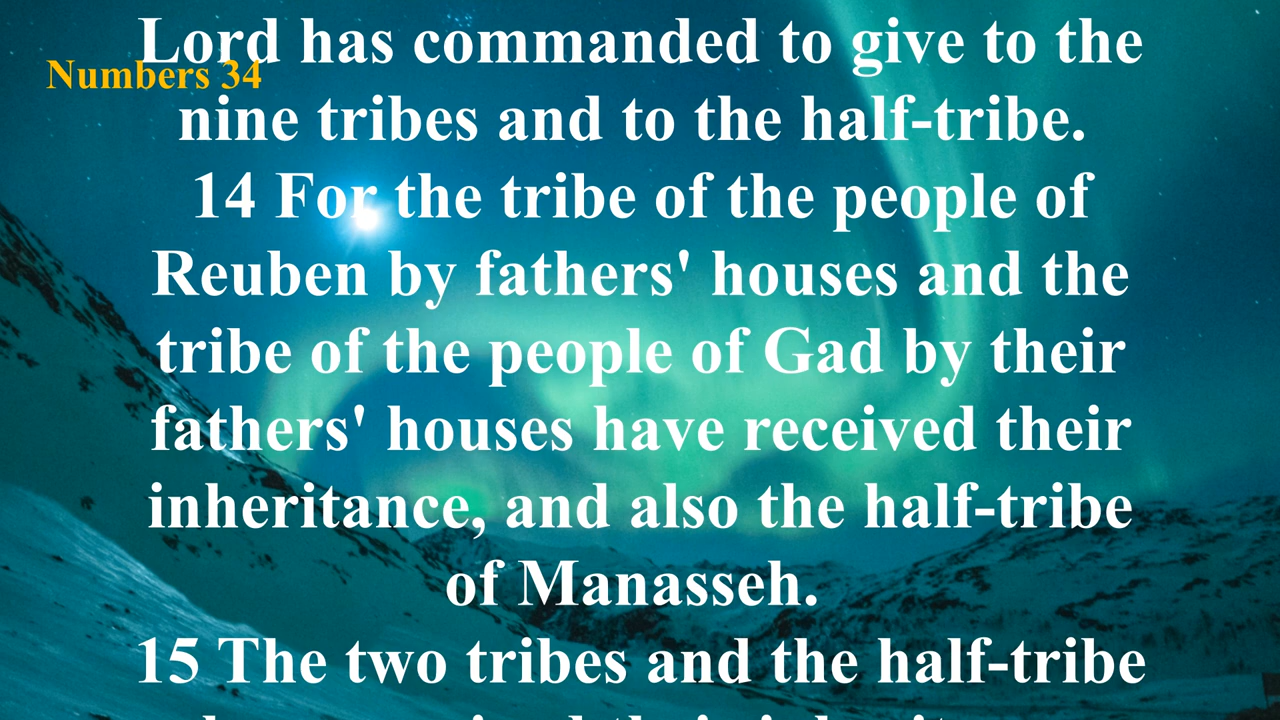 Lord has commanded to give to the
Numbers 34
nine tribes and to the half-tribe.
14 For the tribe of the people of
Reuben by fathers' houses and the
tribe of the people of Gad by their
fathers' houses have received their
inheritance, and also the half-tribe
of Manasseh.
15 The two tribes and the half-tribe